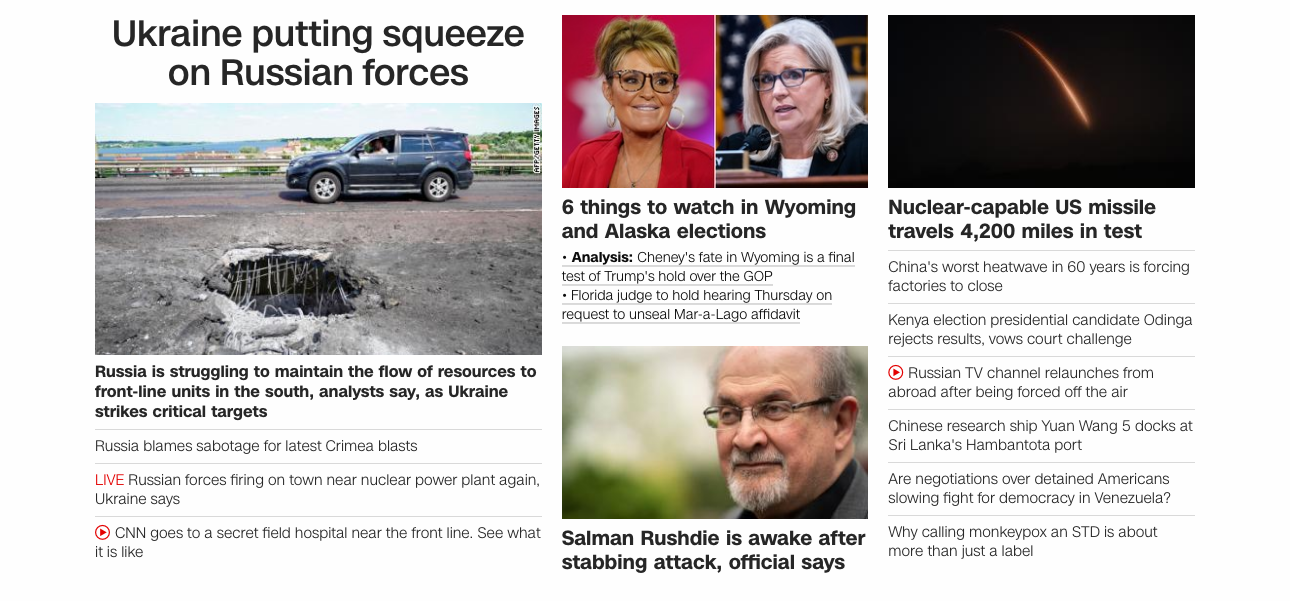 Ukraine putting squeeze
on Russian forces
AFP/GETTY IMAGES
Russia is struggling to maintain the flow of resources to
front-line units in the south, analysts say, as Ukraine
strikes critical targets
Russia blames sabotage for latest Crimea blasts
LIVE Russian forces firing on town near nuclear power plant again,
Ukraine says
CNN goes to a secret field hospital near the front line. See what
it is like
6 things to watch in Wyoming
and Alaska elections
• Analysis: Cheney's fate in Wyoming is a final
test of Trump's hold over the GOP
• Florida judge to hold hearing Thursday on
request to unseal Mar-a-Lago affidavit
Salman Rushdie is awake after
stabbing attack, official says
Nuclear-capable US missile
travels 4,200 miles in test
China's worst heatwave in 60 years is forcing
factories to close
Kenya election presidential candidate Odinga
rejects results, vows court challenge
Russian TV channel relaunches from
abroad after being forced off the air
Chinese research ship Yuan Wang 5 docks at
Sri Lanka's Hambantota port
Are negotiations over detained Americans
slowing fight for democracy in Venezuela?
Why calling monkeypox an STD is about
more than just a label